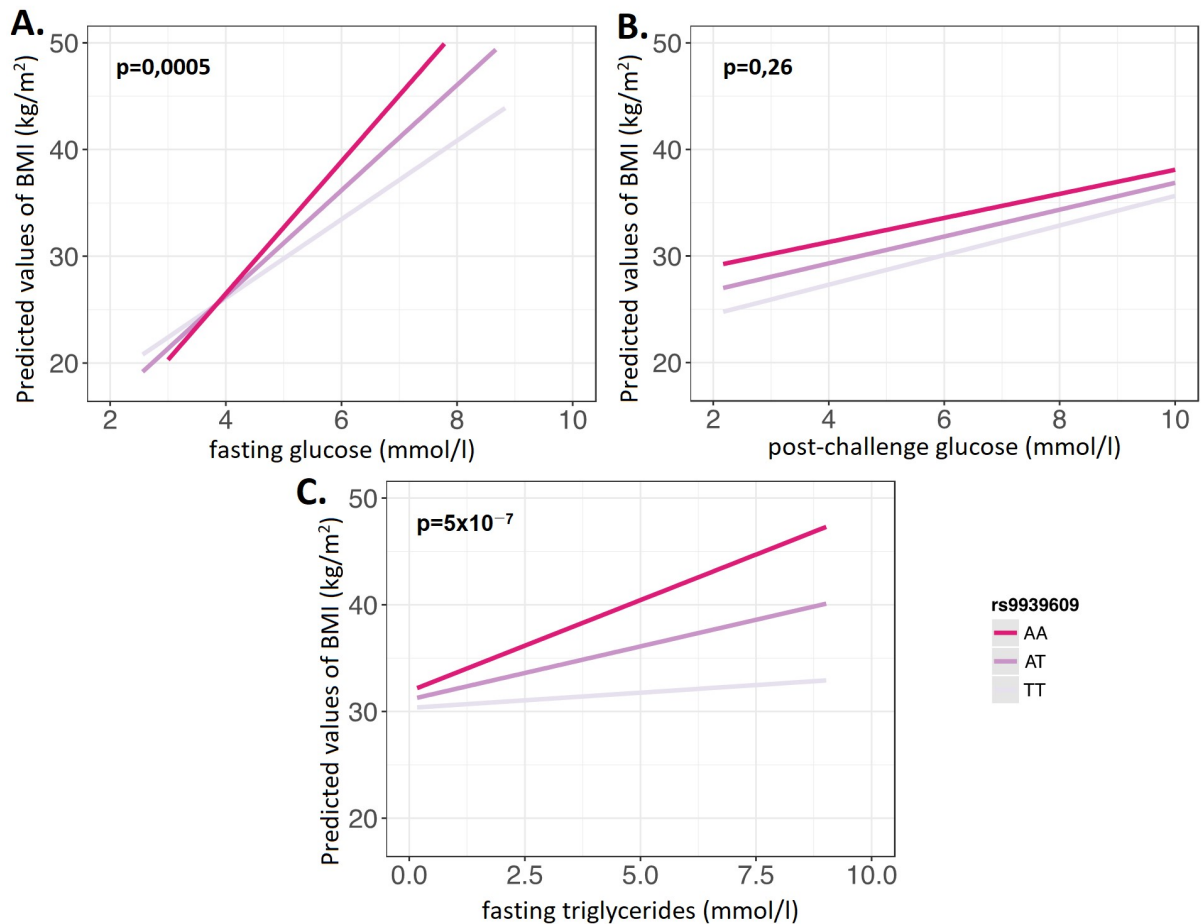 A.
p=0,0005
Predicted values of BMI (kg/m²)
50
40
30
20
2 4 6 8 10
fasting glucose (mmol/l)
B.
p=0,26
Predicted values of BMI (kg/m²)
50
40
30
20
2 4 6 8 10
post-challenge glucose (mmol/l)
C.
p=5x10⁻⁷
Predicted values of BMI (kg/m²)
50
40
30
20
0.0 2.5 5.0 7.5 10.0
fasting triglycerides (mmol/l)
rs9939609
AA
AT
TT